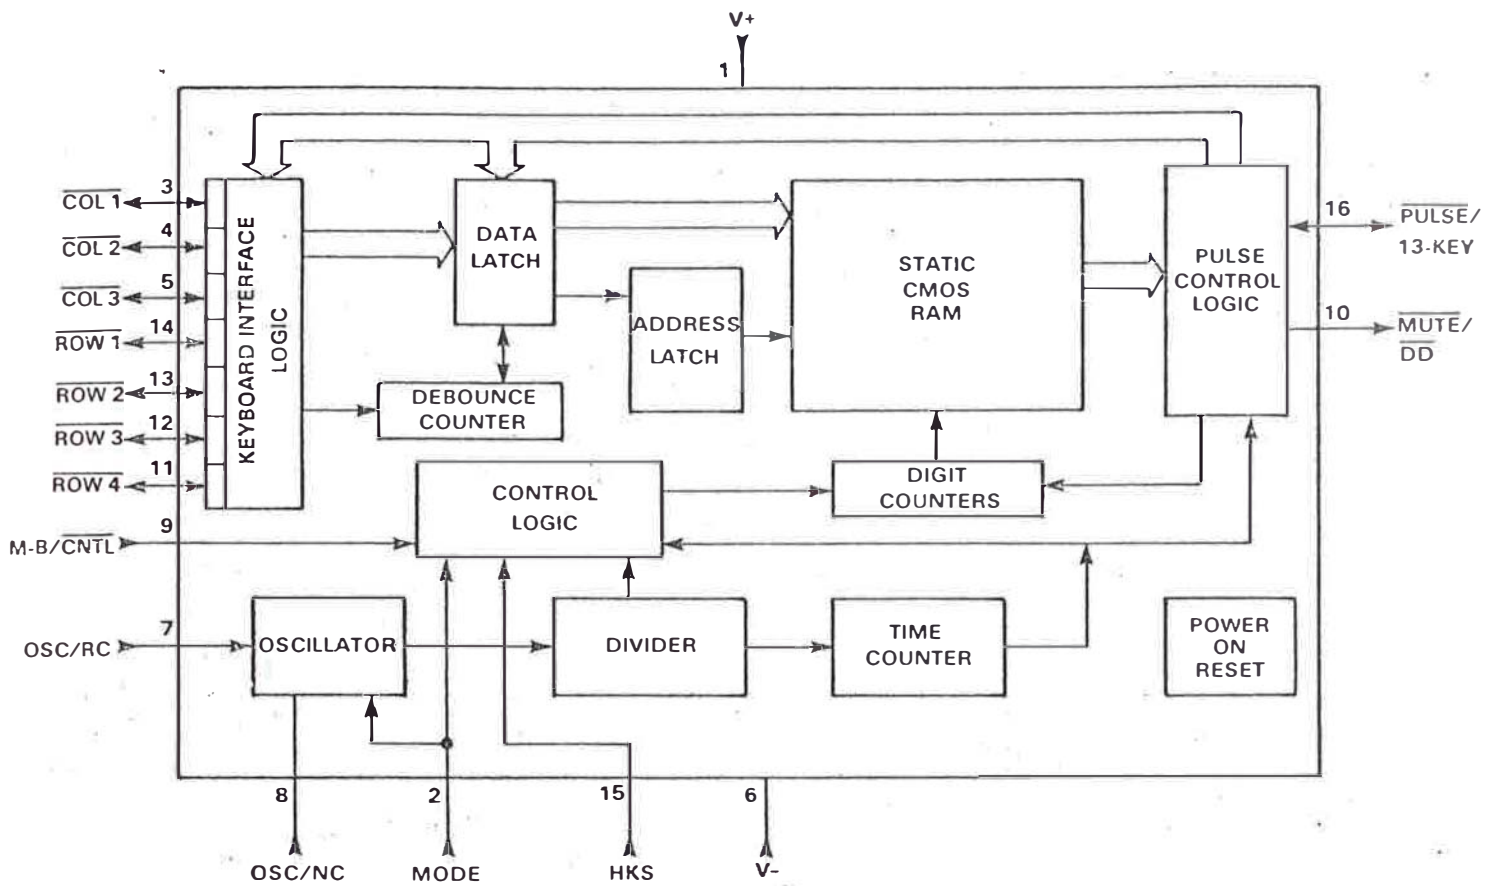 V+
1
COL 1
3
COL 2
4
COL 3
5
ROW 1
14
ROW 2
13
ROW 3
12
ROW 4
11
M-B/CNTL
9
OSC/RC
7
KEYBOARD INTERFACE
LOGIC
DATA
LATCH
DEBOUNCE
COUNTER
ADDRESS
LATCH
STATIC
CMOS
RAM
PULSE
CONTROL
LOGIC
16
PULSE/
13-KEY
10
MUTE/
DD
CONTROL
LOGIC
DIGIT
COUNTERS
OSCILLATOR
DIVIDER
TIME
COUNTER
POWER
ON
RESET
8
2
15
6
OSC/NC
MODE
HKS
V-